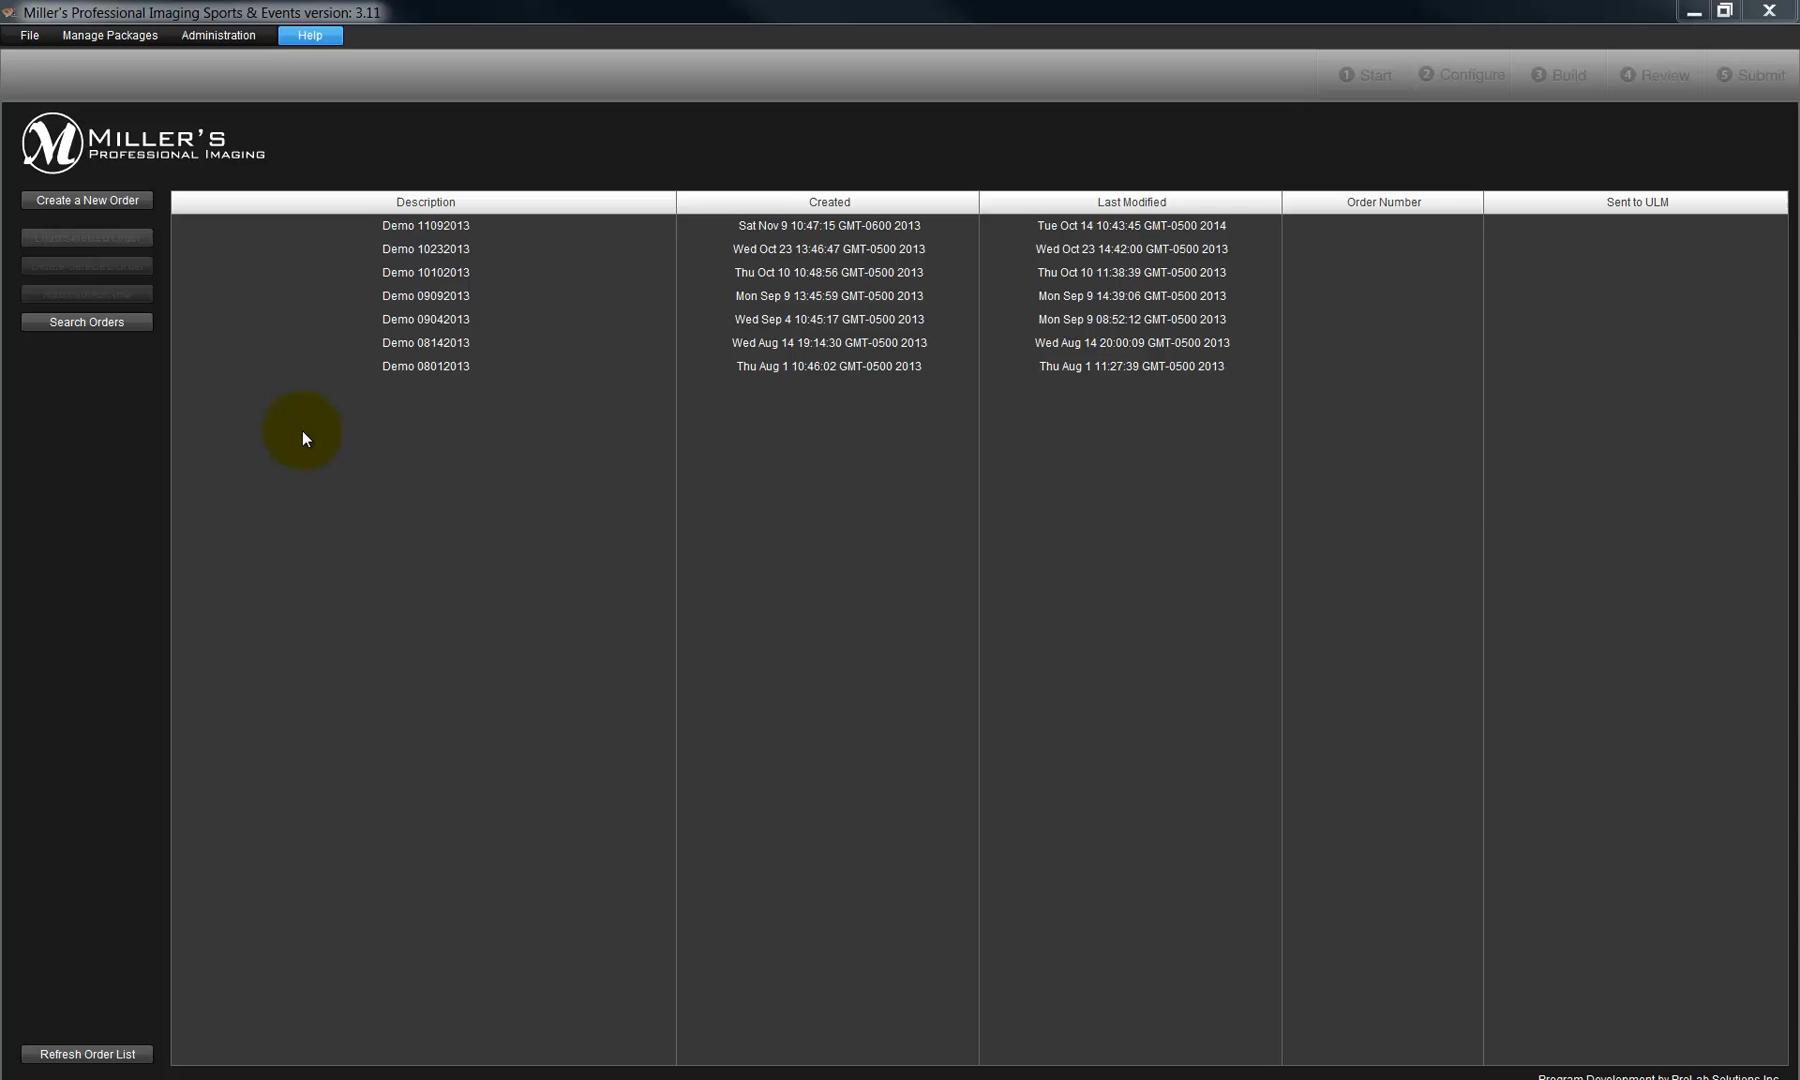 Miller's Professional Imaging Sports & Events version: 3.11
File Manage Packages Administration Help
1 Start 2 Configure 3 Build 4 Review 5 Submit
M MILLER'S
PROFESSIONAL IMAGING
Create a New Order
Search Orders
Refresh Order List
Description Created Last Modified Order Number Sent to ULM
Demo 11092013 Sat Nov 9 10:47:15 GMT-0600 2013 Tue Oct 14 10:43:45 GMT-0500 2014
Demo 10232013 Wed Oct 23 13:46:47 GMT-0500 2013 Wed Oct 23 14:42:00 GMT-0500 2013
Demo 10102013 Thu Oct 10 10:48:56 GMT-0500 2013 Thu Oct 10 11:38:39 GMT-0500 2013
Demo 09092013 Mon Sep 9 13:45:59 GMT-0500 2013 Mon Sep 9 14:39:06 GMT-0500 2013
Demo 09042013 Wed Sep 4 10:45:17 GMT-0500 2013 Mon Sep 9 08:52:12 GMT-0500 2013
Demo 08142013 Wed Aug 14 19:14:30 GMT-0500 2013 Wed Aug 14 20:00:09 GMT-0500 2013
Demo 08012013 Thu Aug 1 10:46:02 GMT-0500 2013 Thu Aug 1 11:27:39 GMT-0500 2013
Program Development by ProLab Solutions Inc